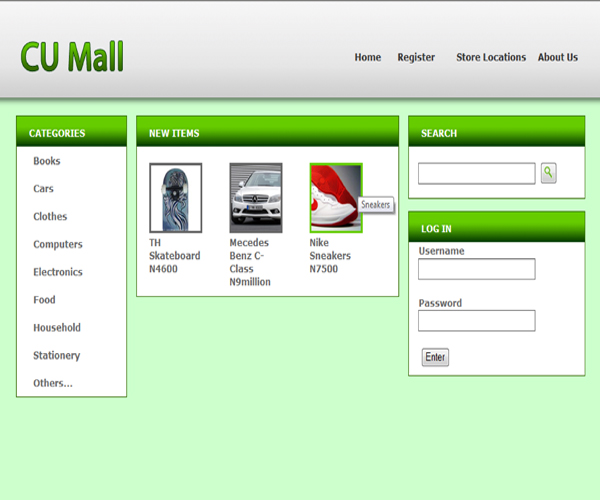 CU Mall
Home Register Store Locations About Us
CATEGORIES
Books
Cars
Clothes
Computers
Electronics
Food
Household
Stationery
Others...
NEW ITEMS
TH
Skateboard
N4600
Mecedes
Benz C-
Class
N9million
Nike
Sneakers
N7500
Sneakers
SEARCH
LOG IN
Username
Password
Enter